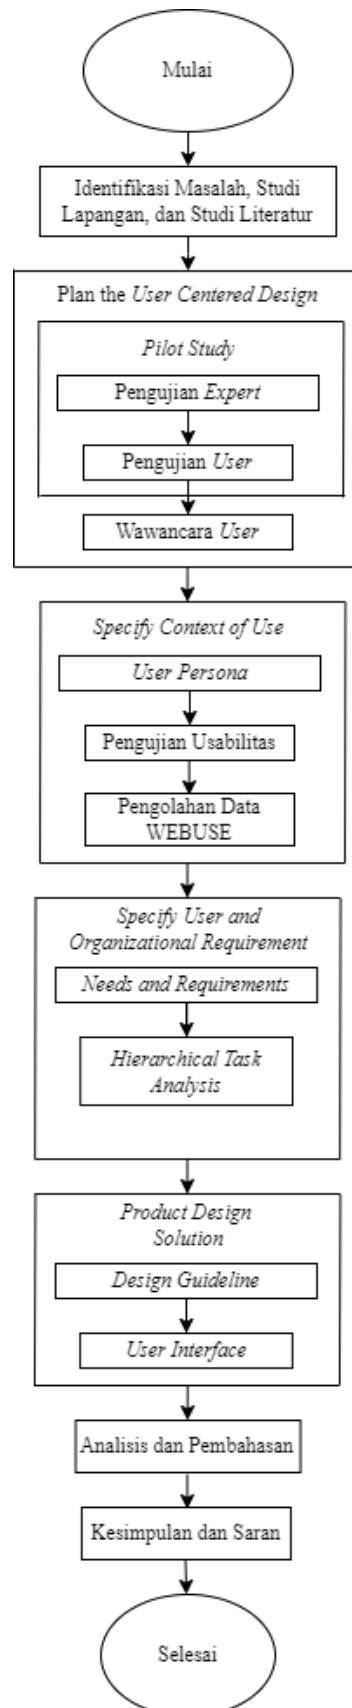 Mulai
Identifikasi Masalah, Studi
Lapangan, dan Studi Literatur
Plan the User Centered Design
Pilot Study
Pengujian Expert
Pengujian User
Wawancara User
Specify Context of Use
User Persona
Pengujian Usabilitas
Pengolahan Data
WEBUSE
Specify User and
Organizational Requirement
Needs and Requirements
Hierarchical Task
Analysis
Product Design
Solution
Design Guideline
User Interface
Analisis dan Pembahasan
Kesimpulan dan Saran
Selesai